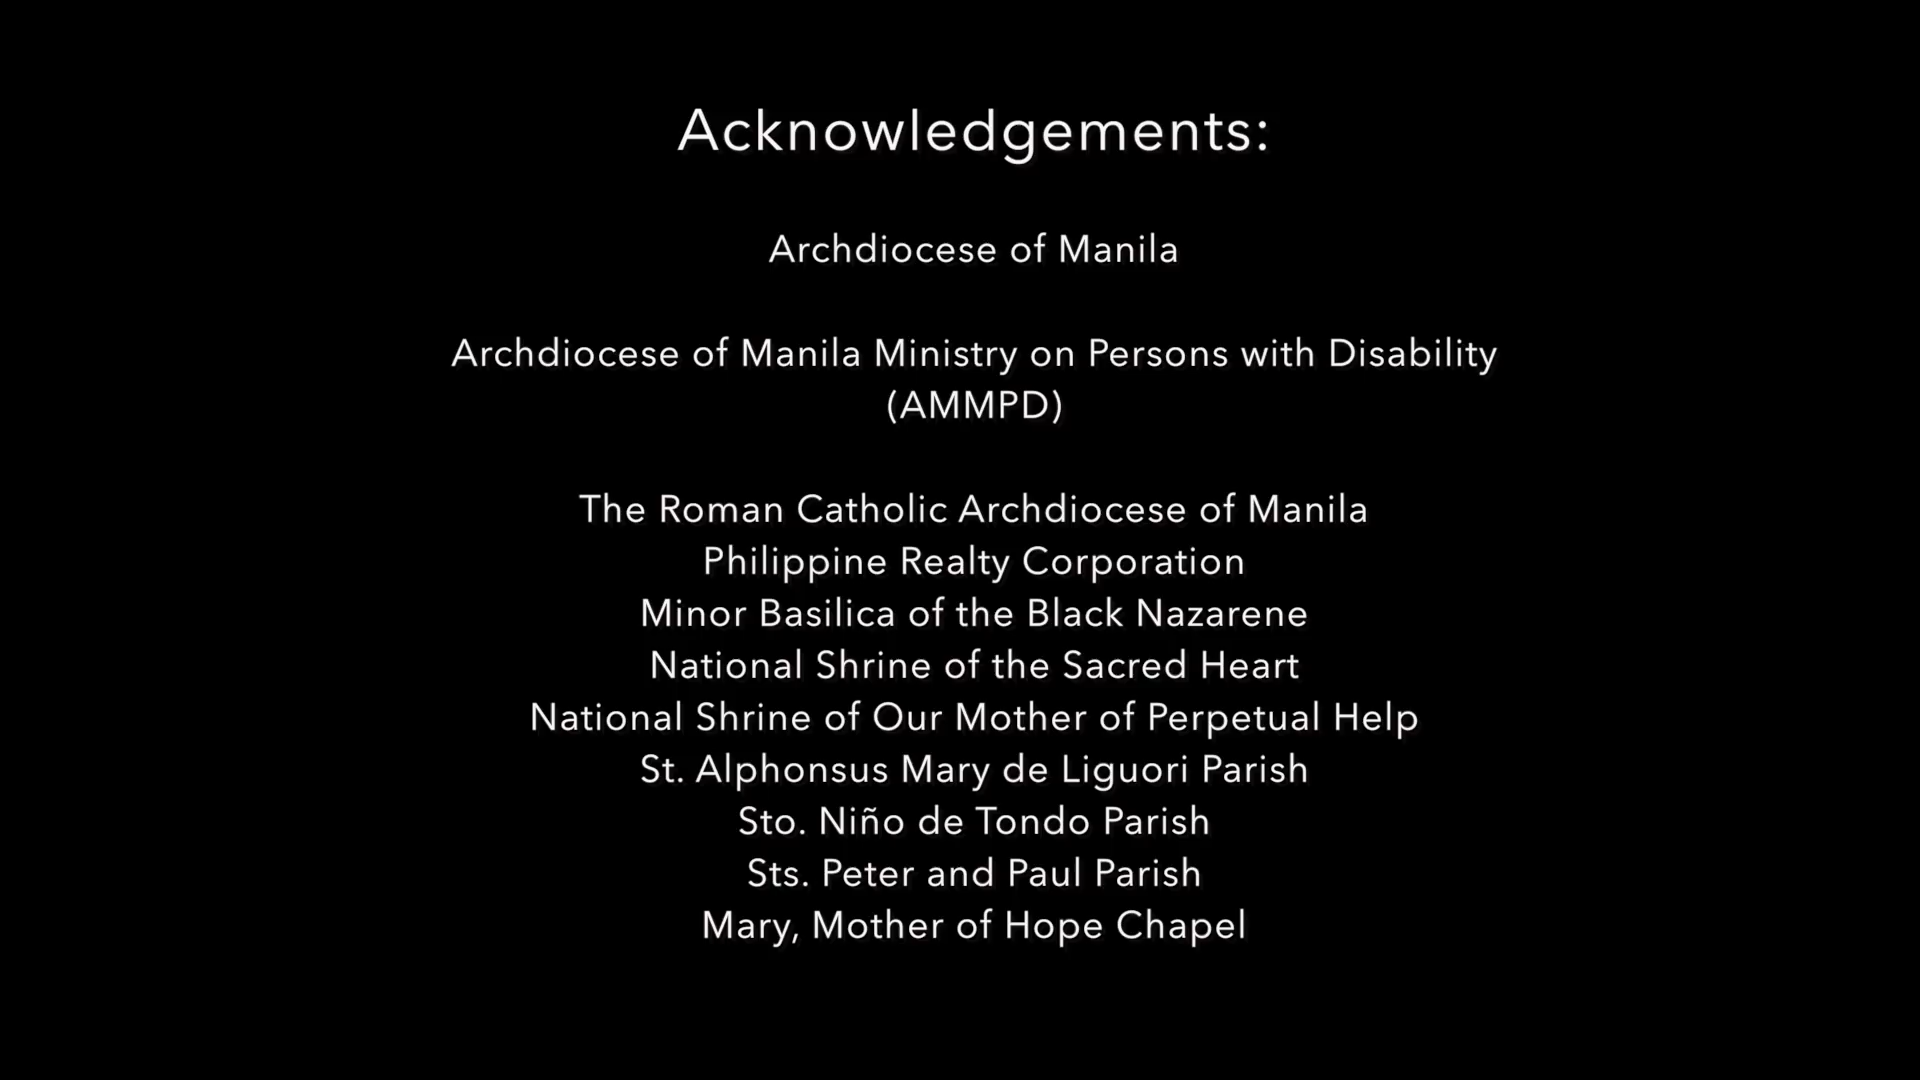 Acknowledgements:
Archdiocese of Manila
Archdiocese of Manila Ministry on Persons with Disability
(AMMPD)
The Roman Catholic Archdiocese of Manila
Philippine Realty Corporation
Minor Basilica of the Black Nazarene
National Shrine of the Sacred Heart
National Shrine of Our Mother of Perpetual Help
St. Alphonsus Mary de Liguori Parish
Sto. Niño de Tondo Parish
Sts. Peter and Paul Parish
Mary, Mother of Hope Chapel